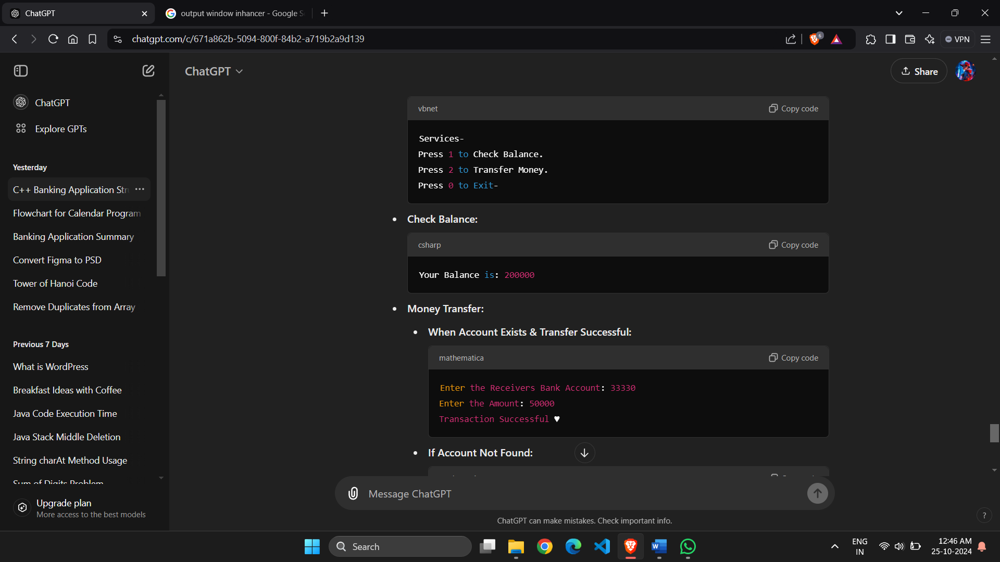 ChatGPT
output window inhancer - Google S
chatgpt.com/c/671a862b-5094-800f-84b2-a719b2a9d139
6
VPN
ChatGPT
Share
ChatGPT
Explore GPTs
Yesterday
C++ Banking Application Str
Flowchart for Calendar Program
Banking Application Summary
Convert Figma to PSD
Tower of Hanoi Code
Remove Duplicates from Array
Previous 7 Days
What is WordPress
Breakfast Ideas with Coffee
Java Code Execution Time
Java Stack Middle Deletion
String charAt Method Usage
Sum of Digits Problem
Upgrade plan
More access to the best models
vbnet
Copy code
Services-
Press 1 to Check Balance.
Press 2 to Transfer Money.
Press 0 to Exit-
• Check Balance:
csharp
Copy code
Your Balance is: 200000
• Money Transfer:
• When Account Exists & Transfer Successful:
mathematica
Copy code
Enter the Receivers Bank Account: 33330
Enter the Amount: 50000
Transaction Successful ♥
• If Account Not Found:
Message ChatGPT
ChatGPT can make mistakes. Check important info.
?
Search
ENG
IN
12:46 AM
25-10-2024